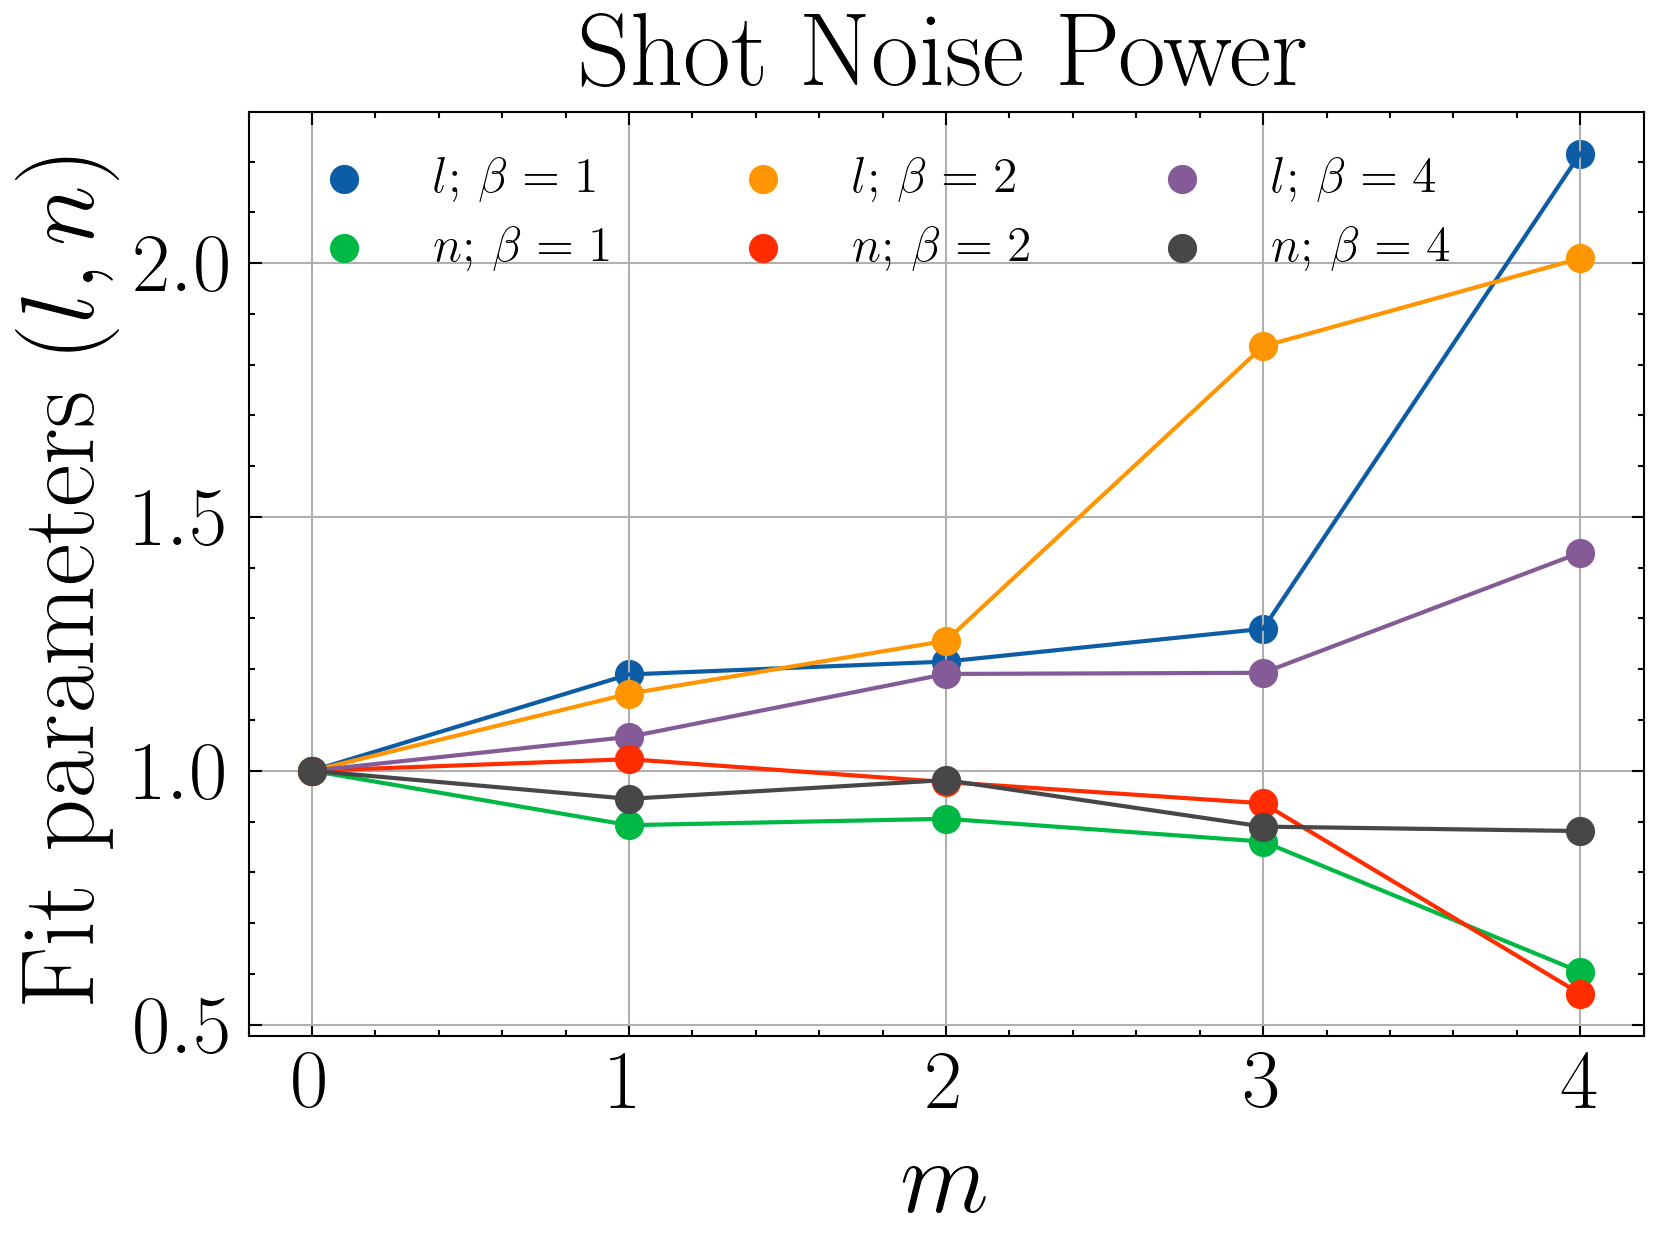 Shot Noise Power
Fit parameters (l, n)
l; β = 1
l; β = 2
l; β = 4
n; β = 1
n; β = 2
n; β = 4
2.0
1.5
1.0
0.5
0 1 2 3 4
m